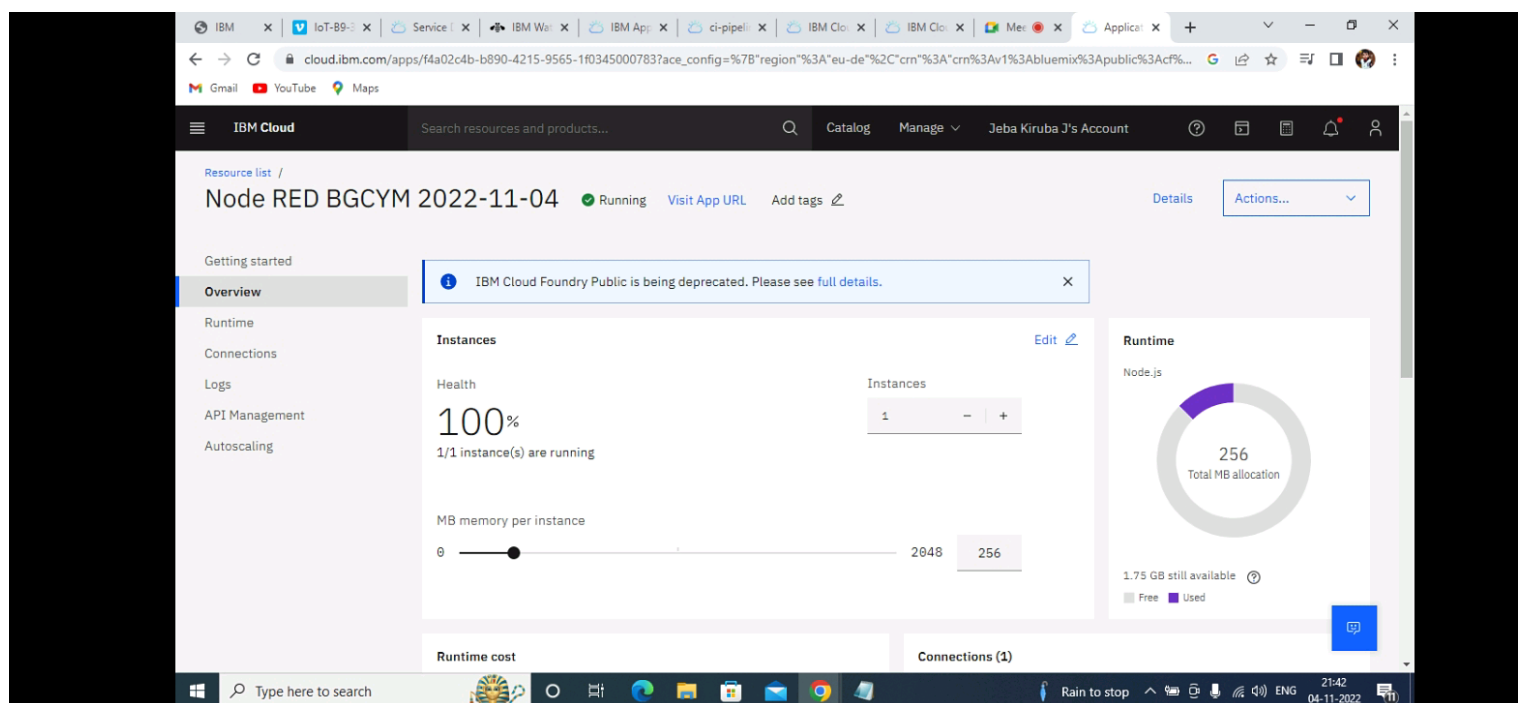 IBM
IoT-B9-3
Service [
IBM Wat
IBM App
ci-pipeli
IBM Clou
IBM Clou
Mee
Applicat
cloud.ibm.com/apps/f4a02c4b-b890-4215-9565-1f0345000783?ace_config=%7B"region"%3A"eu-de"%2C"crn"%3A"crn%3Av1%3Abluemix%3Apublic%3Acf%...
Gmail YouTube Maps
IBM Cloud Search resources and products... Catalog Manage Jeba Kiruba J's Account
Resource list /
Node RED BGCYM 2022-11-04 Running Visit App URL Add tags Details Actions...
Getting started
Overview
Runtime
Connections
Logs
API Management
Autoscaling
IBM Cloud Foundry Public is being deprecated. Please see full details.
Instances Edit
Health
100%
1/1 instance(s) are running
Instances
1 - +
MB memory per instance
0 2048 256
Runtime
Node.js
256
Total MB allocation
1.75 GB still available
Free Used
Runtime cost
Connections (1)
Type here to search
Rain to stop
ENG
21:42
04-11-2022